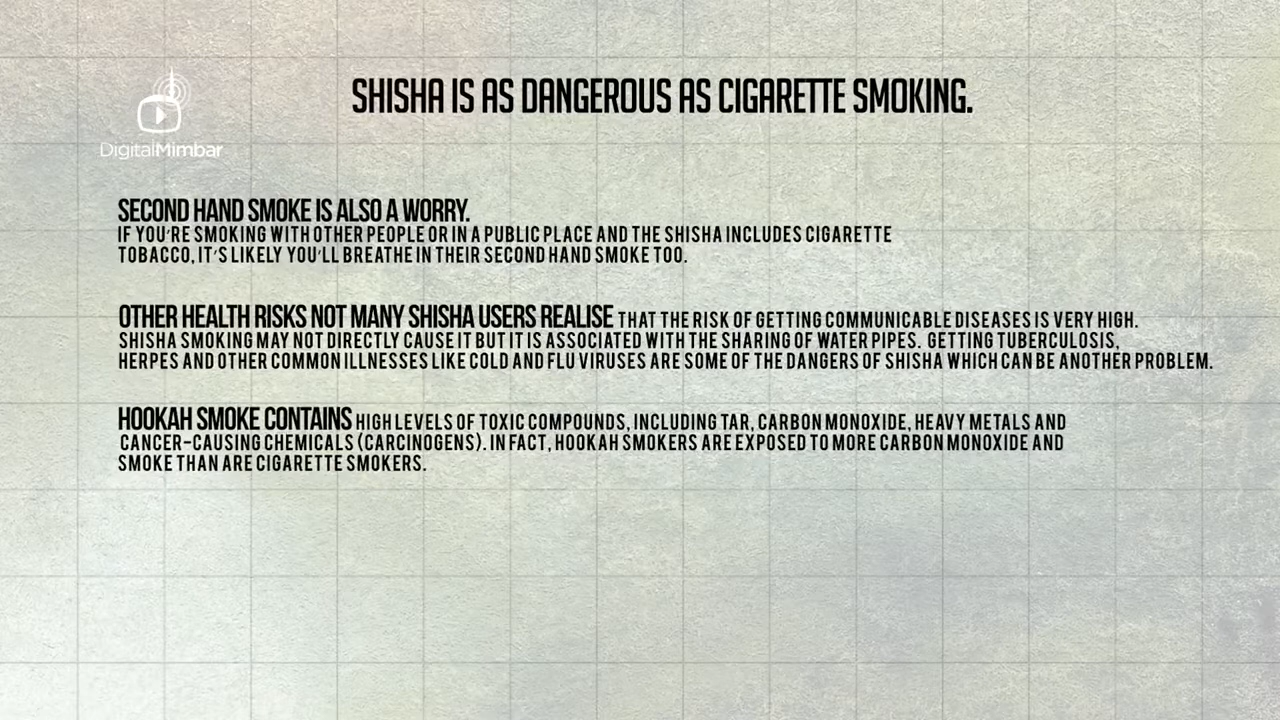 DigitalMimbar
SHISHA IS AS DANGEROUS AS CIGARETTE SMOKING.
SECOND HAND SMOKE IS ALSO A WORRY.
IF YOU'RE SMOKING WITH OTHER PEOPLE OR IN A PUBLIC PLACE AND THE SHISHA INCLUDES CIGARETTE
TOBACCO, IT'S LIKELY YOU'LL BREATHE IN THEIR SECOND HAND SMOKE TOO.
OTHER HEALTH RISKS NOT MANY SHISHA USERS REALISE THAT THE RISK OF GETTING COMMUNICABLE DISEASES IS VERY HIGH.
SHISHA SMOKING MAY NOT DIRECTLY CAUSE IT BUT IT IS ASSOCIATED WITH THE SHARING OF WATER PIPES. GETTING TUBERCULOSIS,
HERPES AND OTHER COMMON ILLNESSES LIKE COLD AND FLU VIRUSES ARE SOME OF THE DANGERS OF SHISHA WHICH CAN BE ANOTHER PROBLEM.
HOOKAH SMOKE CONTAINS HIGH LEVELS OF TOXIC COMPOUNDS, INCLUDING TAR, CARBON MONOXIDE, HEAVY METALS AND
CANCER-CAUSING CHEMICALS (CARCINOGENS). IN FACT, HOOKAH SMOKERS ARE EXPOSED TO MORE CARBON MONOXIDE AND
SMOKE THAN ARE CIGARETTE SMOKERS.